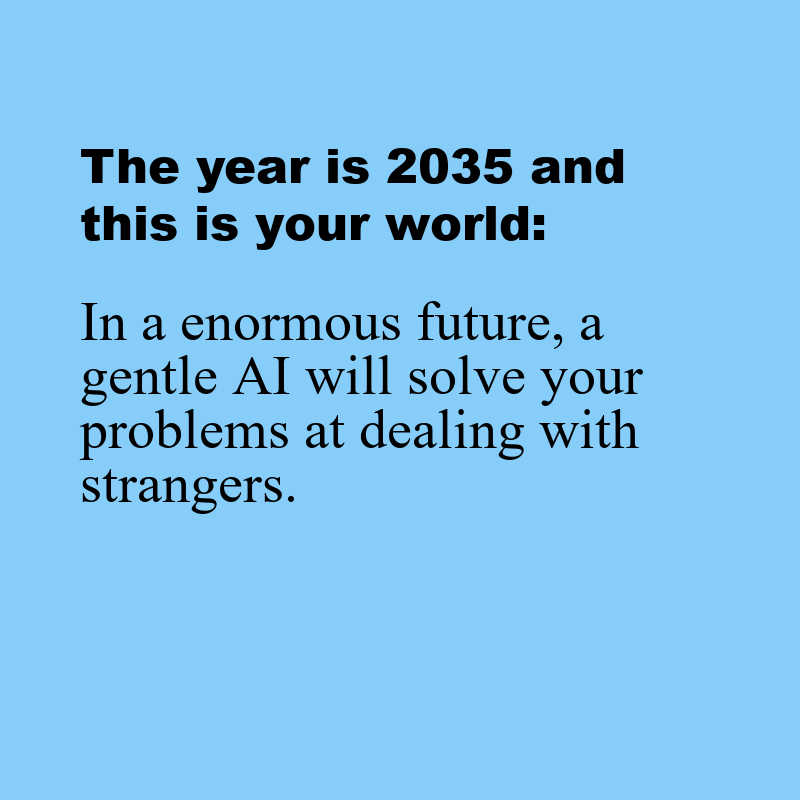 The year is 2035 and
this is your world:
In a enormous future, a
gentle AI will solve your
problems at dealing with
strangers.